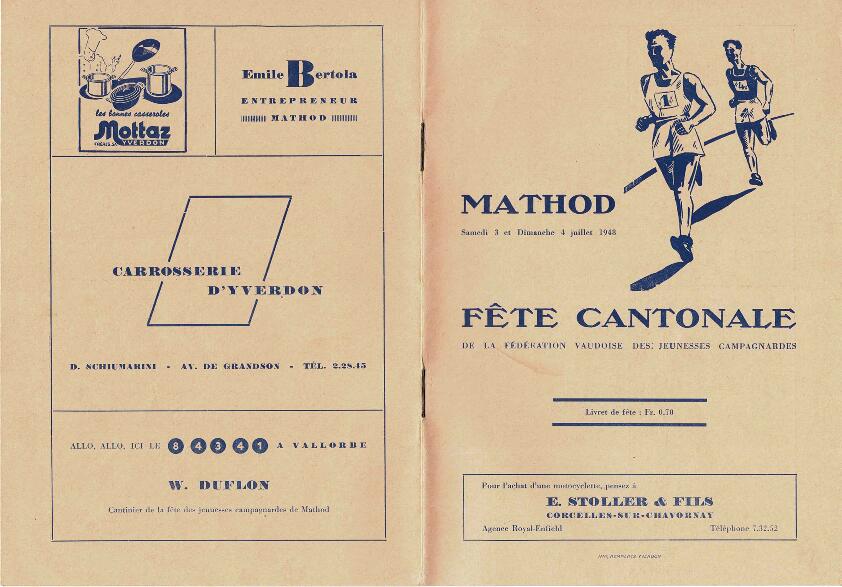 les bonnes casseroles
Mottaz
FRÈRES S.A. YVERDON
Emile Bertola
ENTREPRENEUR
MATHOD
CARROSSERIE
D'YVERDON
D. SCHIUMARINI - AV. DE GRANDSON - TÉL. 2.28.45
ALLO, ALLO, ICI LE 8 4 3 4 1 A VALLORBE
W. DUFLON
Cantinier de la fête des jeunesses campagnardes de Mathod
1
MATHOD
Samedi 3 et Dimanche 4 juillet 1948
FÊTE CANTONALE
DE LA FÉDÉRATION VAUDOISE DES JEUNESSES CAMPAGNARDES
Livret de fête : Fr. 0,70
Pour l'achat d'une motocyclette, pensez à
E. STOLLER & FILS
CORCELLES-SUR-CHAVORNAY
Agence Royal-Enfield Téléphone 7.32.52